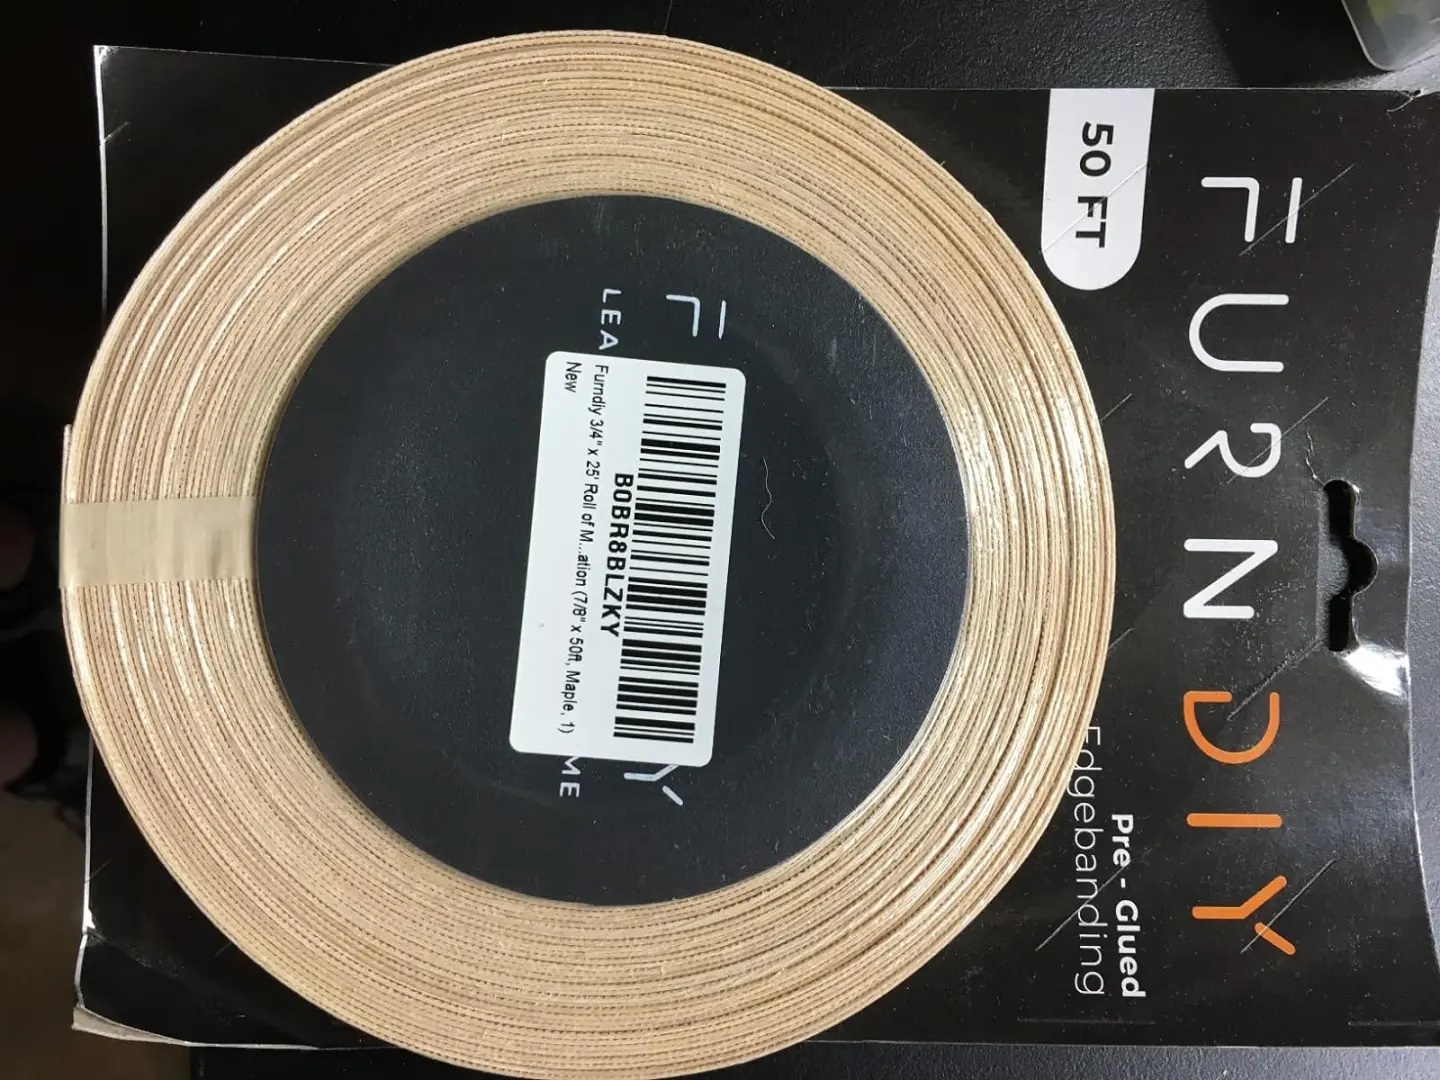 50 FT
FURNDIY
Pre - Glued
Edgebanding
LEA
B0BR8BLZKY
Furndiy 3/4" x 25' Roll of M...ation (7/8" x 50ft, Maple, 1)
New
ME